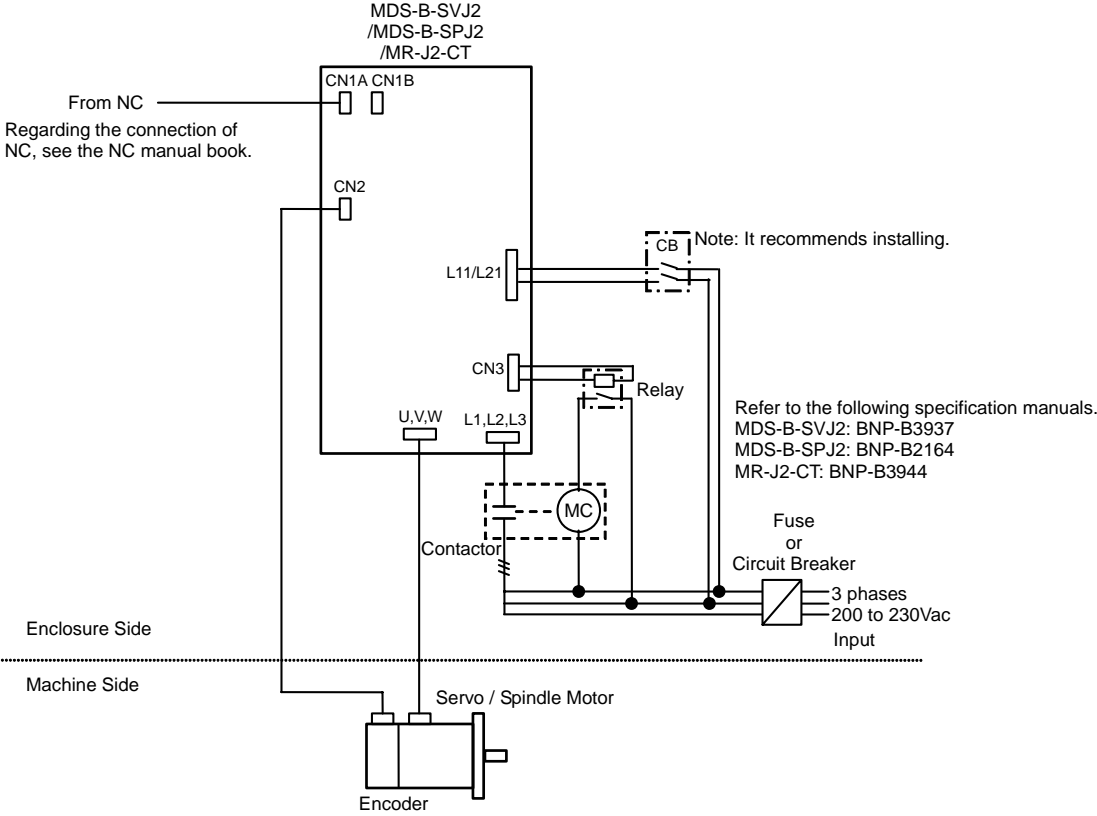 MDS-B-SVJ2
/MDS-B-SPJ2
/MR-J2-CT
CN1A CN1B
From NC
Regarding the connection of
NC, see the NC manual book.
CN2
CB
Note: It recommends installing.
L11/L21
CN3
Relay
U,V,W
L1,L2,L3
Refer to the following specification manuals.
MDS-B-SVJ2: BNP-B3937
MDS-B-SPJ2: BNP-B2164
MR-J2-CT: BNP-B3944
MC
Contactor
Fuse
or
Circuit Breaker
3 phases
200 to 230Vac
Input
Enclosure Side
Machine Side
Servo / Spindle Motor
Encoder